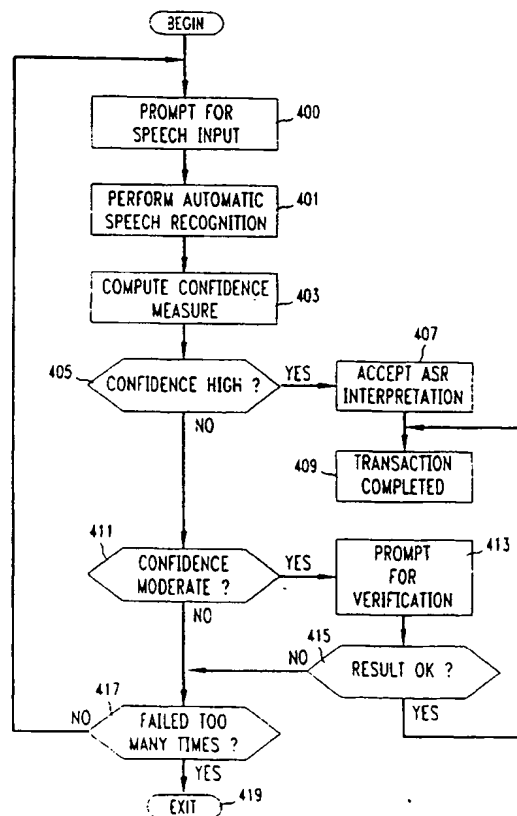 BEGIN
PROMPT FOR
SPEECH INPUT
400
PERFORM AUTOMATIC
SPEECH RECOGNITION
401
COMPUTE CONFIDENCE
MEASURE
403
405
CONFIDENCE HIGH ?
YES
NO
407
ACCEPT ASR
INTERPRETATION
409
TRANSACTION
COMPLETED
411
CONFIDENCE
MODERATE ?
YES
NO
413
PROMPT
FOR
VERIFICATION
415
RESULT OK ?
NO
YES
417
FAILED TOO
MANY TIMES ?
NO
YES
EXIT
419